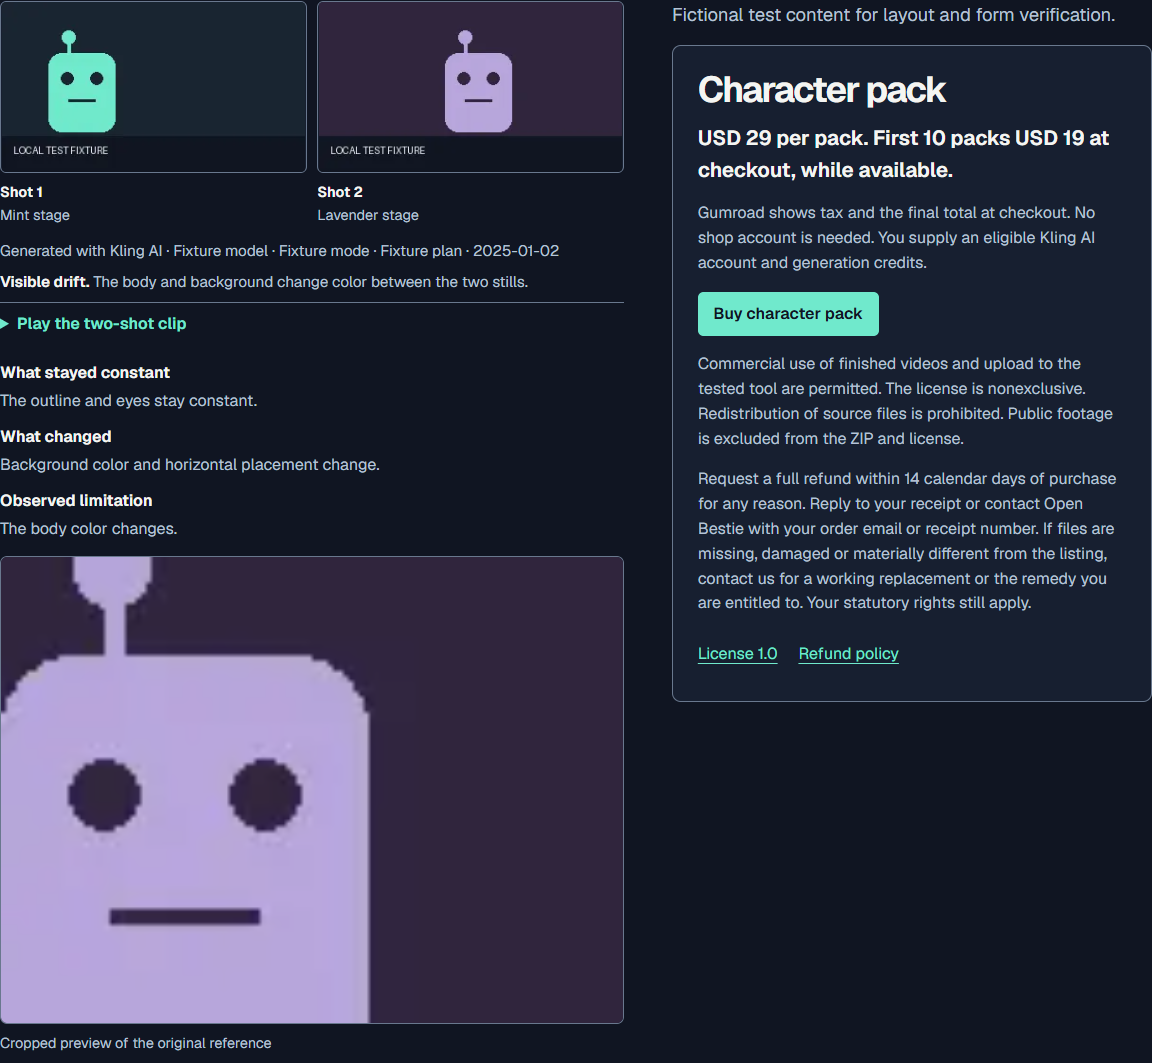 LOCAL TEST FIXTURE
LOCAL TEST FIXTURE
Shot 1
Mint stage
Shot 2
Lavender stage
Generated with Kling AI · Fixture model · Fixture mode · Fixture plan · 2025-01-02
Visible drift. The body and background change color between the two stills.
Play the two-shot clip
What stayed constant
The outline and eyes stay constant.
What changed
Background color and horizontal placement change.
Observed limitation
The body color changes.
Cropped preview of the original reference
Fictional test content for layout and form verification.
Character pack
USD 29 per pack. First 10 packs USD 19 at
checkout, while available.
Gumroad shows tax and the final total at checkout. No
shop account is needed. You supply an eligible Kling AI
account and generation credits.
Buy character pack
Commercial use of finished videos and upload to the
tested tool are permitted. The license is nonexclusive.
Redistribution of source files is prohibited. Public footage
is excluded from the ZIP and license.
Request a full refund within 14 calendar days of purchase
for any reason. Reply to your receipt or contact Open
Bestie with your order email or receipt number. If files are
missing, damaged or materially different from the listing,
contact us for a working replacement or the remedy you
are entitled to. Your statutory rights still apply.
License 1.0
Refund policy